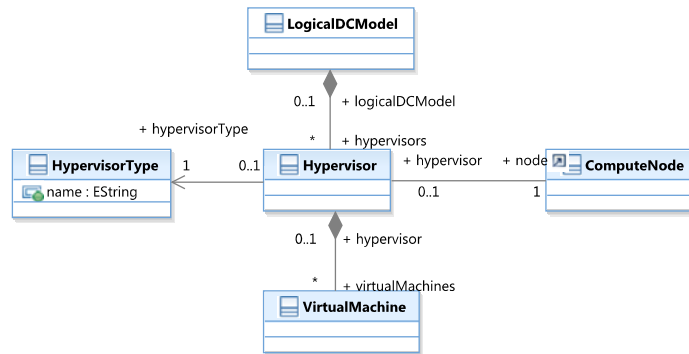 LogicalDCModel
0..1
+ logicalDCModel
+ hypervisorType
*
+ hypervisors
HypervisorType
1
0..1
Hypervisor
+ hypervisor
+ node
ComputeNode
name : EString
0..1
1
0..1
+ hypervisor
*
+ virtualMachines
VirtualMachine